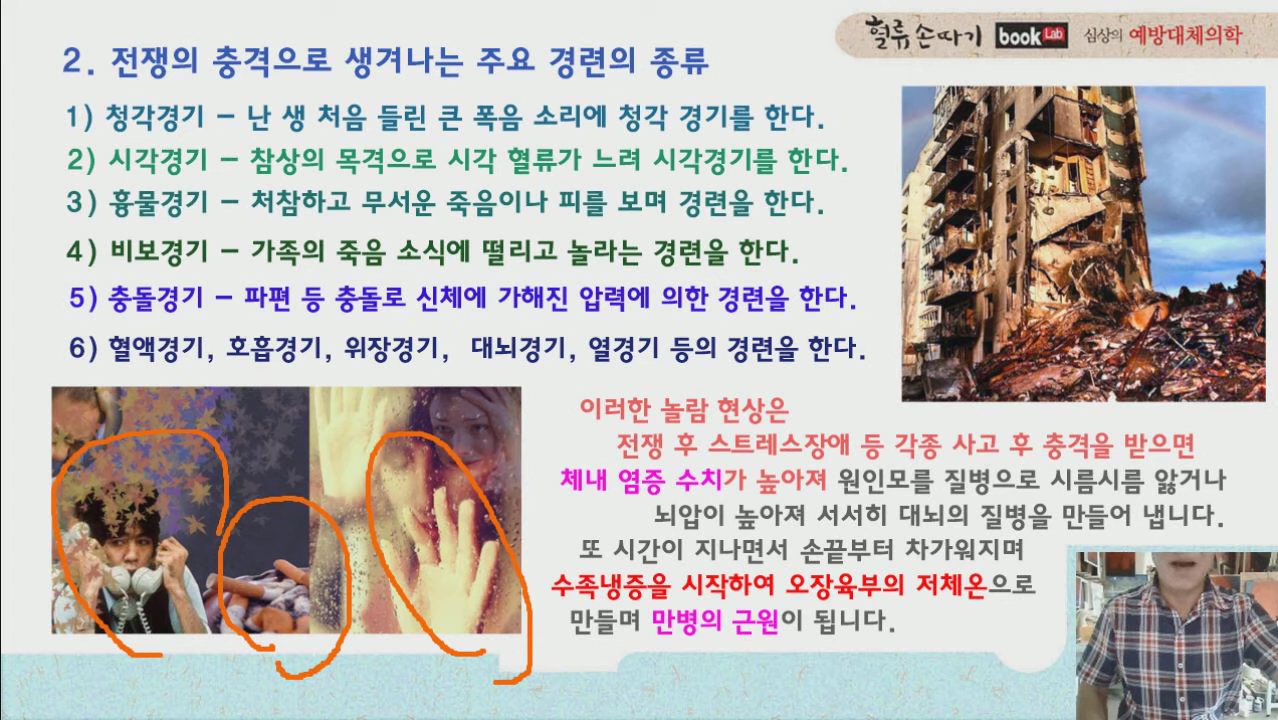 혈류 손따기 book Lab 심상의 예방대체의학
2. 전쟁의 충격으로 생겨나는 주요 경련의 종류
1) 청각경기 - 난 생 처음 들린 큰 폭음 소리에 청각 경기를 한다.
2) 시각경기 - 참상의 목격으로 시각 혈류가 느려 시각경기를 한다.
3) 흉물경기 - 처참하고 무서운 죽음이나 피를 보며 경련을 한다.
4) 비보경기 - 가족의 죽음 소식에 떨리고 놀라는 경련을 한다.
5) 충돌경기 - 파편 등 충돌로 신체에 가해진 압력에 의한 경련을 한다.
6) 혈액경기, 호흡경기, 위장경기, 대뇌경기, 열경기 등의 경련을 한다.
이러한 놀람 현상은
전쟁 후 스트레스장애 등 각종 사고 후 충격을 받으면
체내 염증 수치가 높아져 원인모를 질병으로 시름시름 앓거나
뇌압이 높아져 서서히 대뇌의 질병을 만들어 냅니다.
또 시간이 지나면서 손끝부터 차가워지며
수족냉증을 시작하여 오장육부의 저체온으로
만들며 만병의 근원이 됩니다.